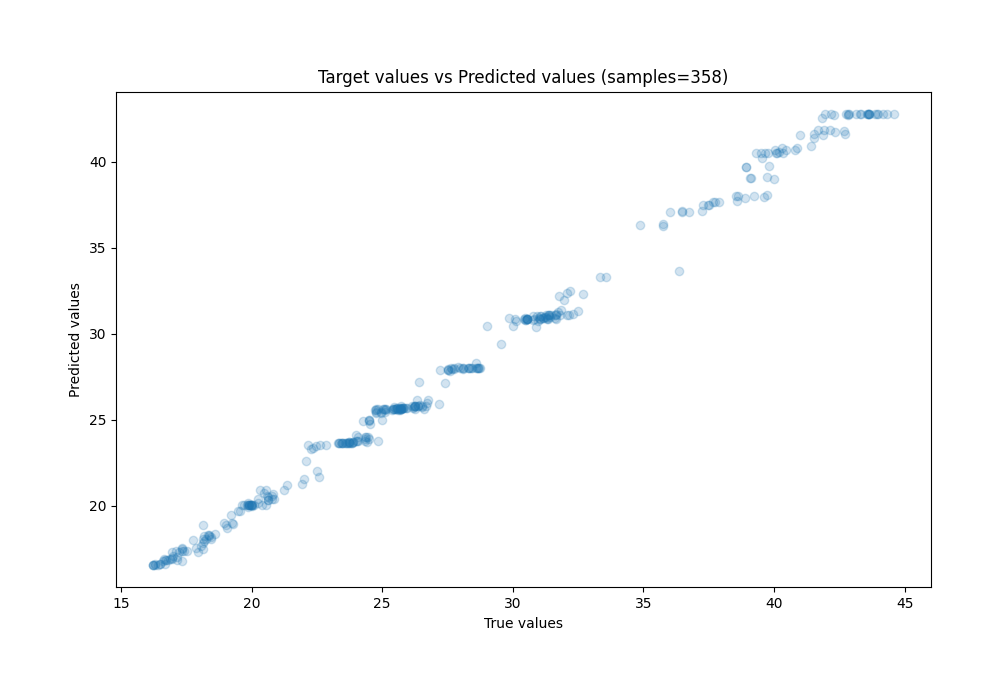 Target values vs Predicted values (samples=358)
Predicted values
40
35
30
25
20
15 20 25 30 35 40 45
True values